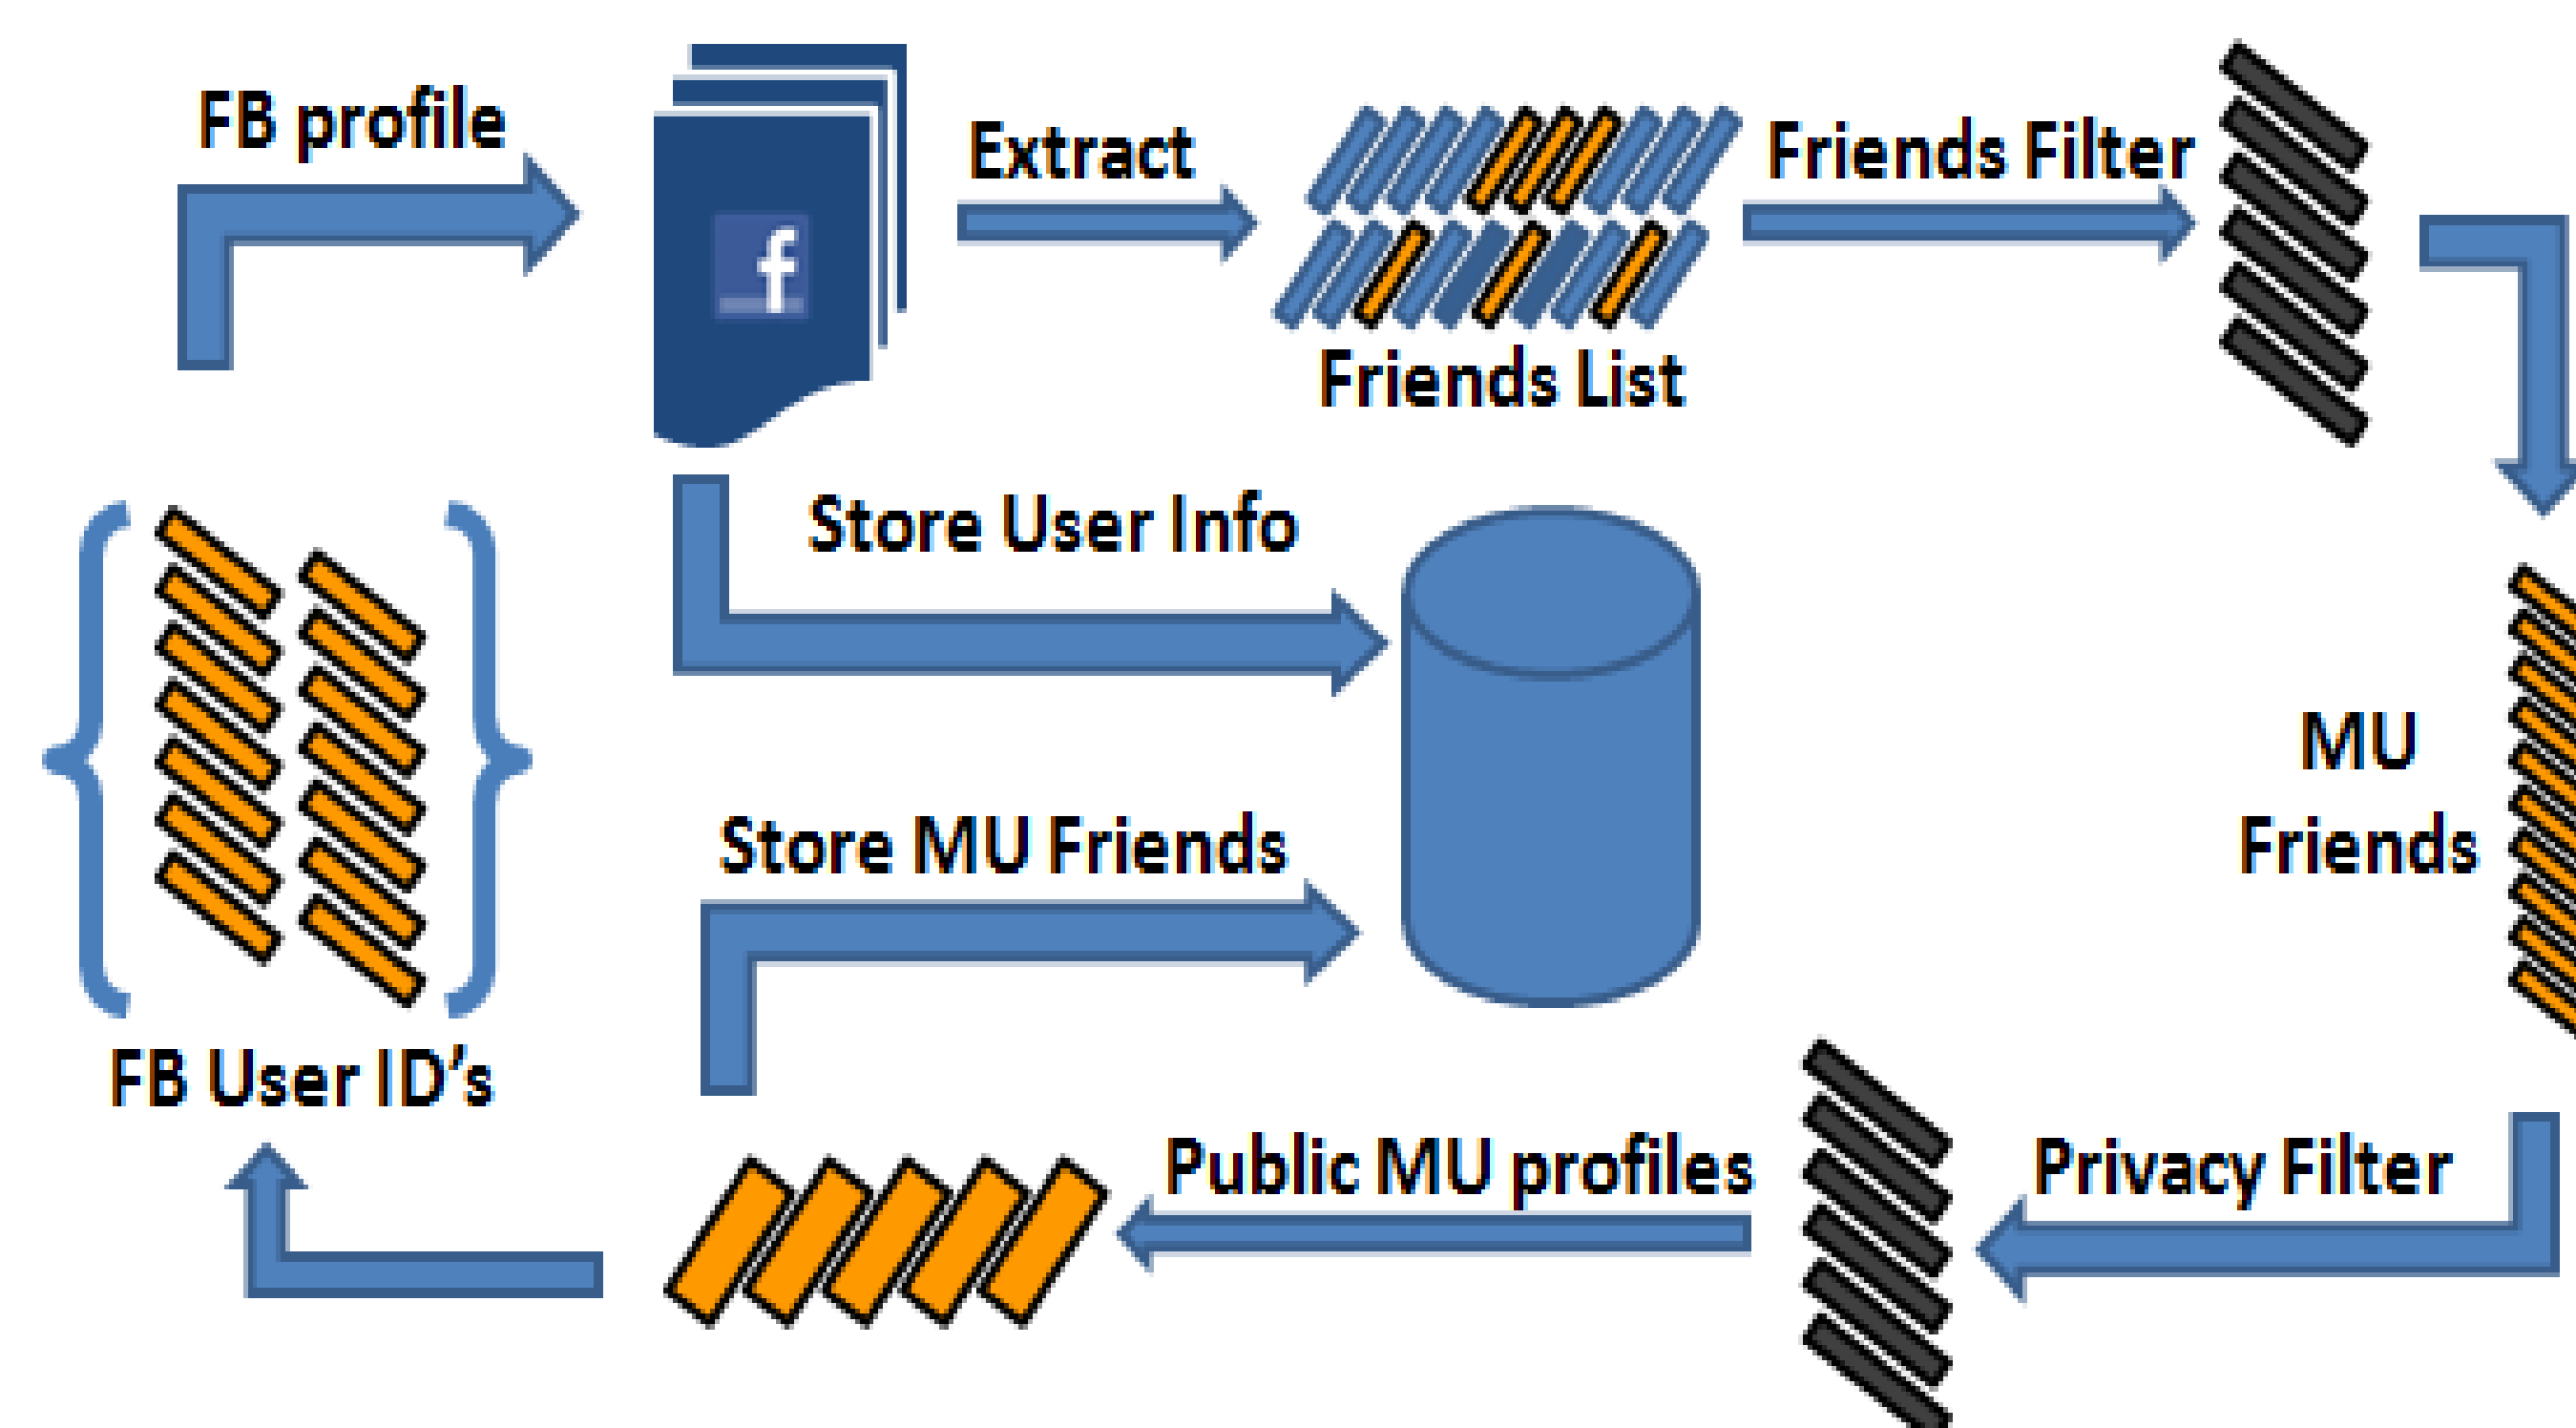 FB profile
Extract
Friends Filter
f
Friends List
Store User Info
MU
Friends
Store MU Friends
FB User ID’s
Public MU profiles
Privacy Filter